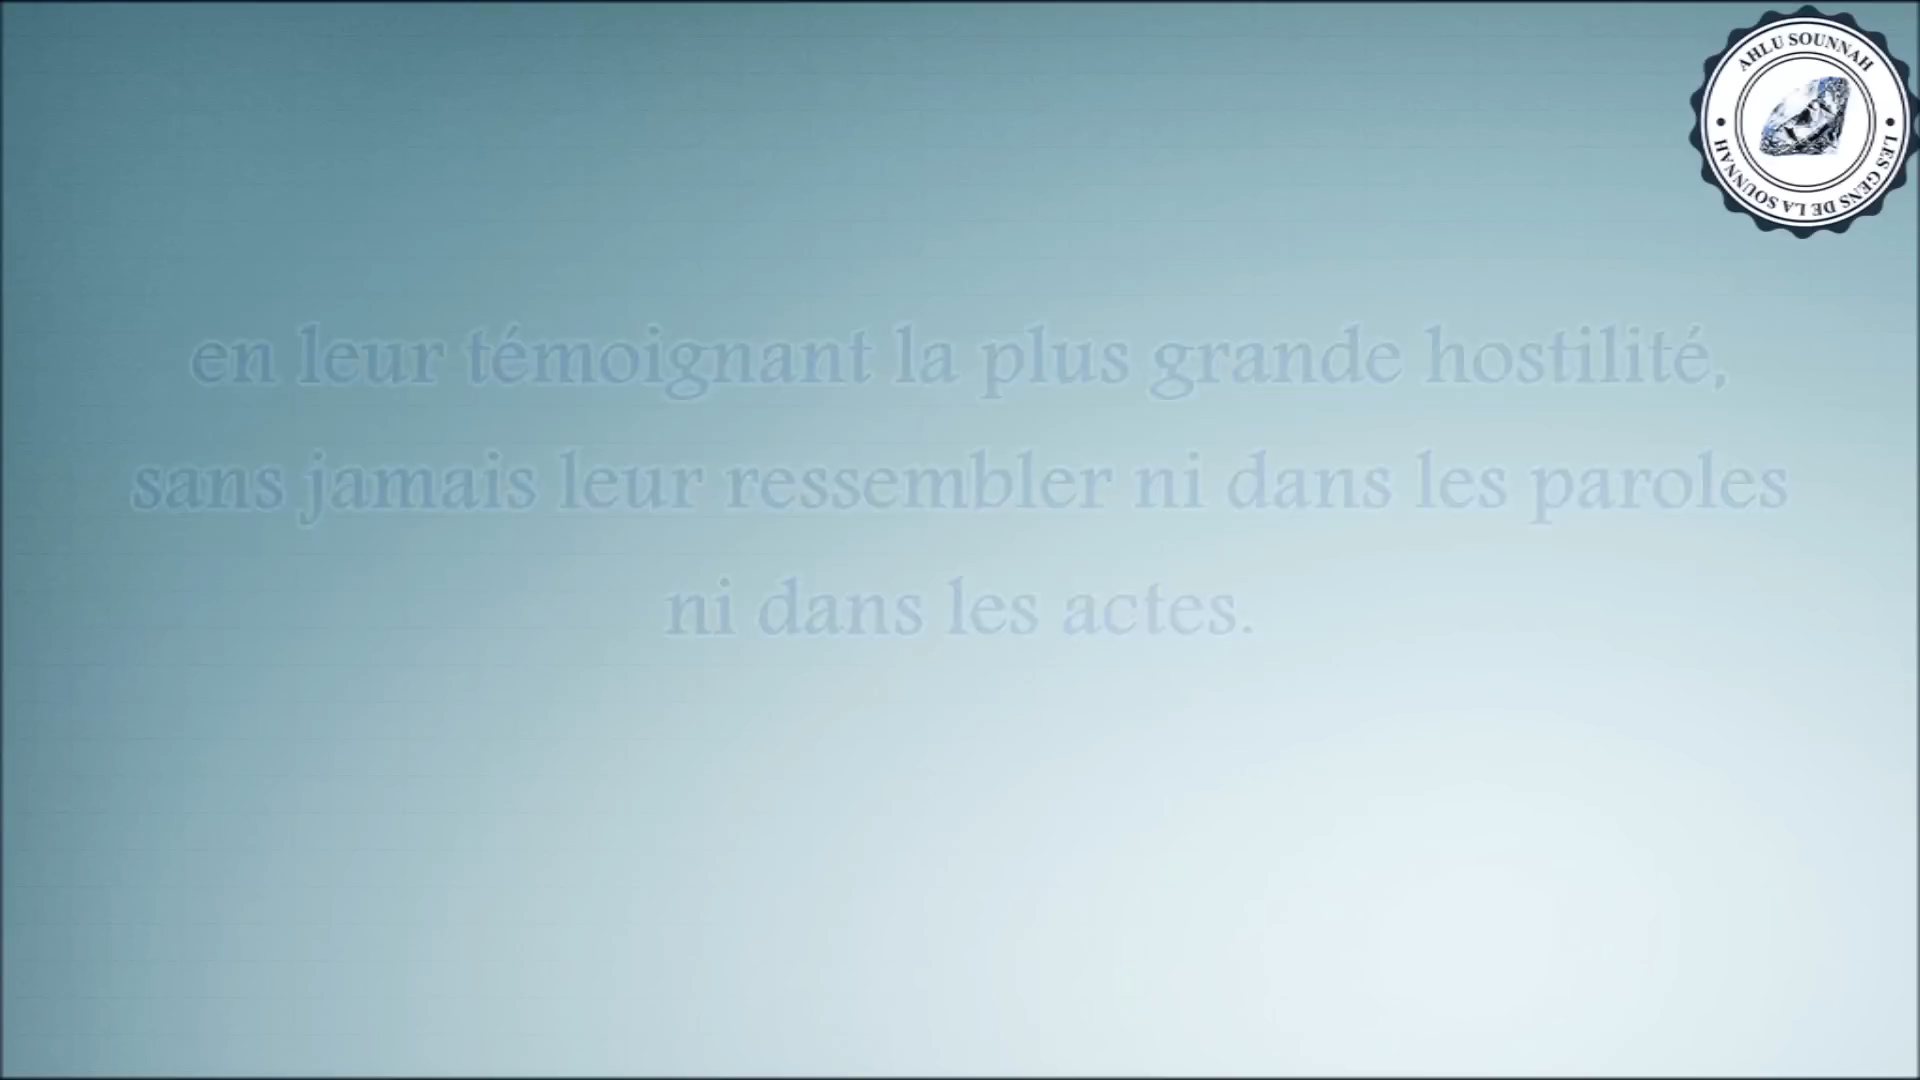 AHLU SOUNNAH
LES GENS DE LA SOUNNAH
en leur témoignant la plus grande hostilité,
sans jamais leur ressembler ni dans les paroles
ni dans les actes.